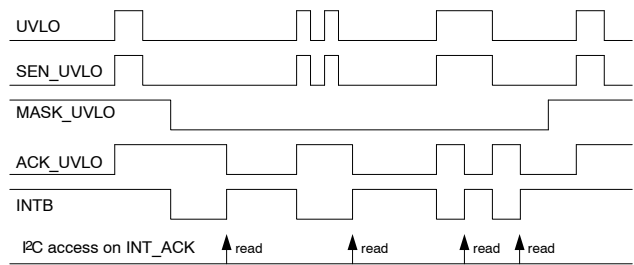 UVLO
SEN_UVLO
MASK_UVLO
ACK_UVLO
INTB
I²C access on INT_ACK read read read read